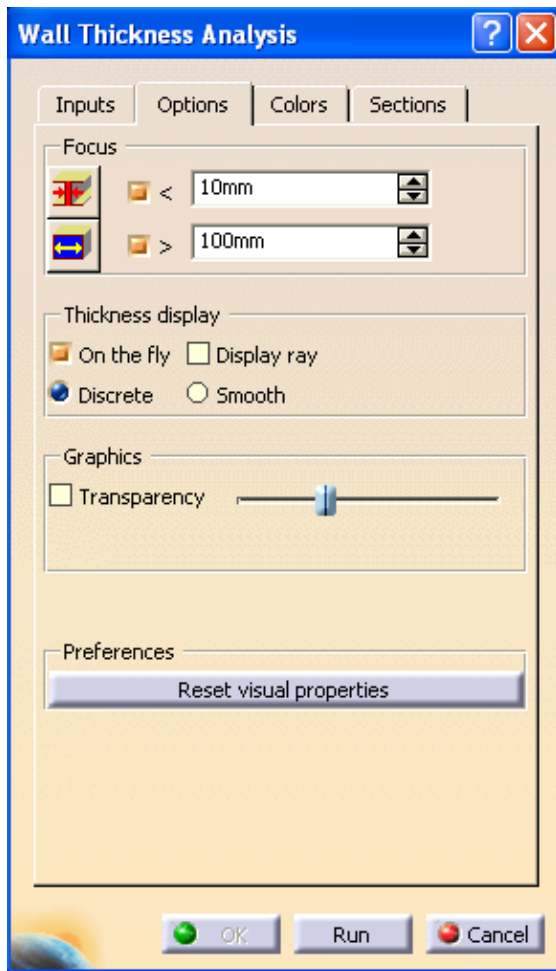 Wall Thickness Analysis
Inputs Options Colors Sections
Focus
< 10mm
> 100mm
Thickness display
On the fly Display ray
Discrete Smooth
Graphics
Transparency
Preferences
Reset visual properties
OK Run Cancel